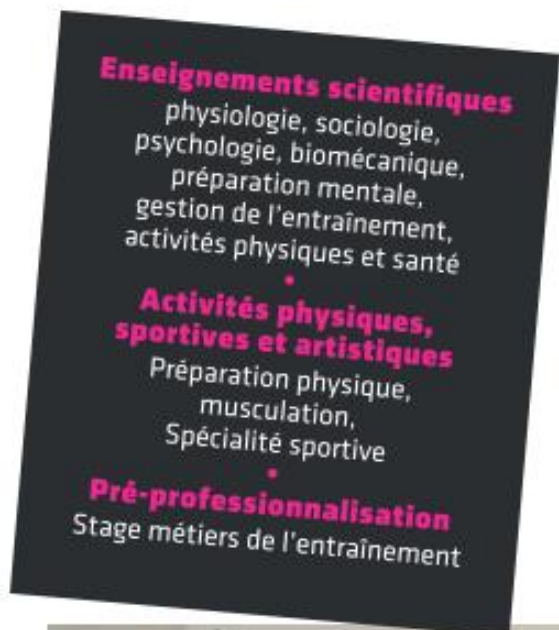 Enseignements scientifiques
physiologie, sociologie,
psychologie, biomécanique,
préparation mentale,
gestion de l'entraînement,
activités physiques et santé
•
Activités physiques,
sportives et artistiques
Préparation physique,
musculation,
Spécialité sportive
•
Pré-professionnalisation
Stage métiers de l'entraînement